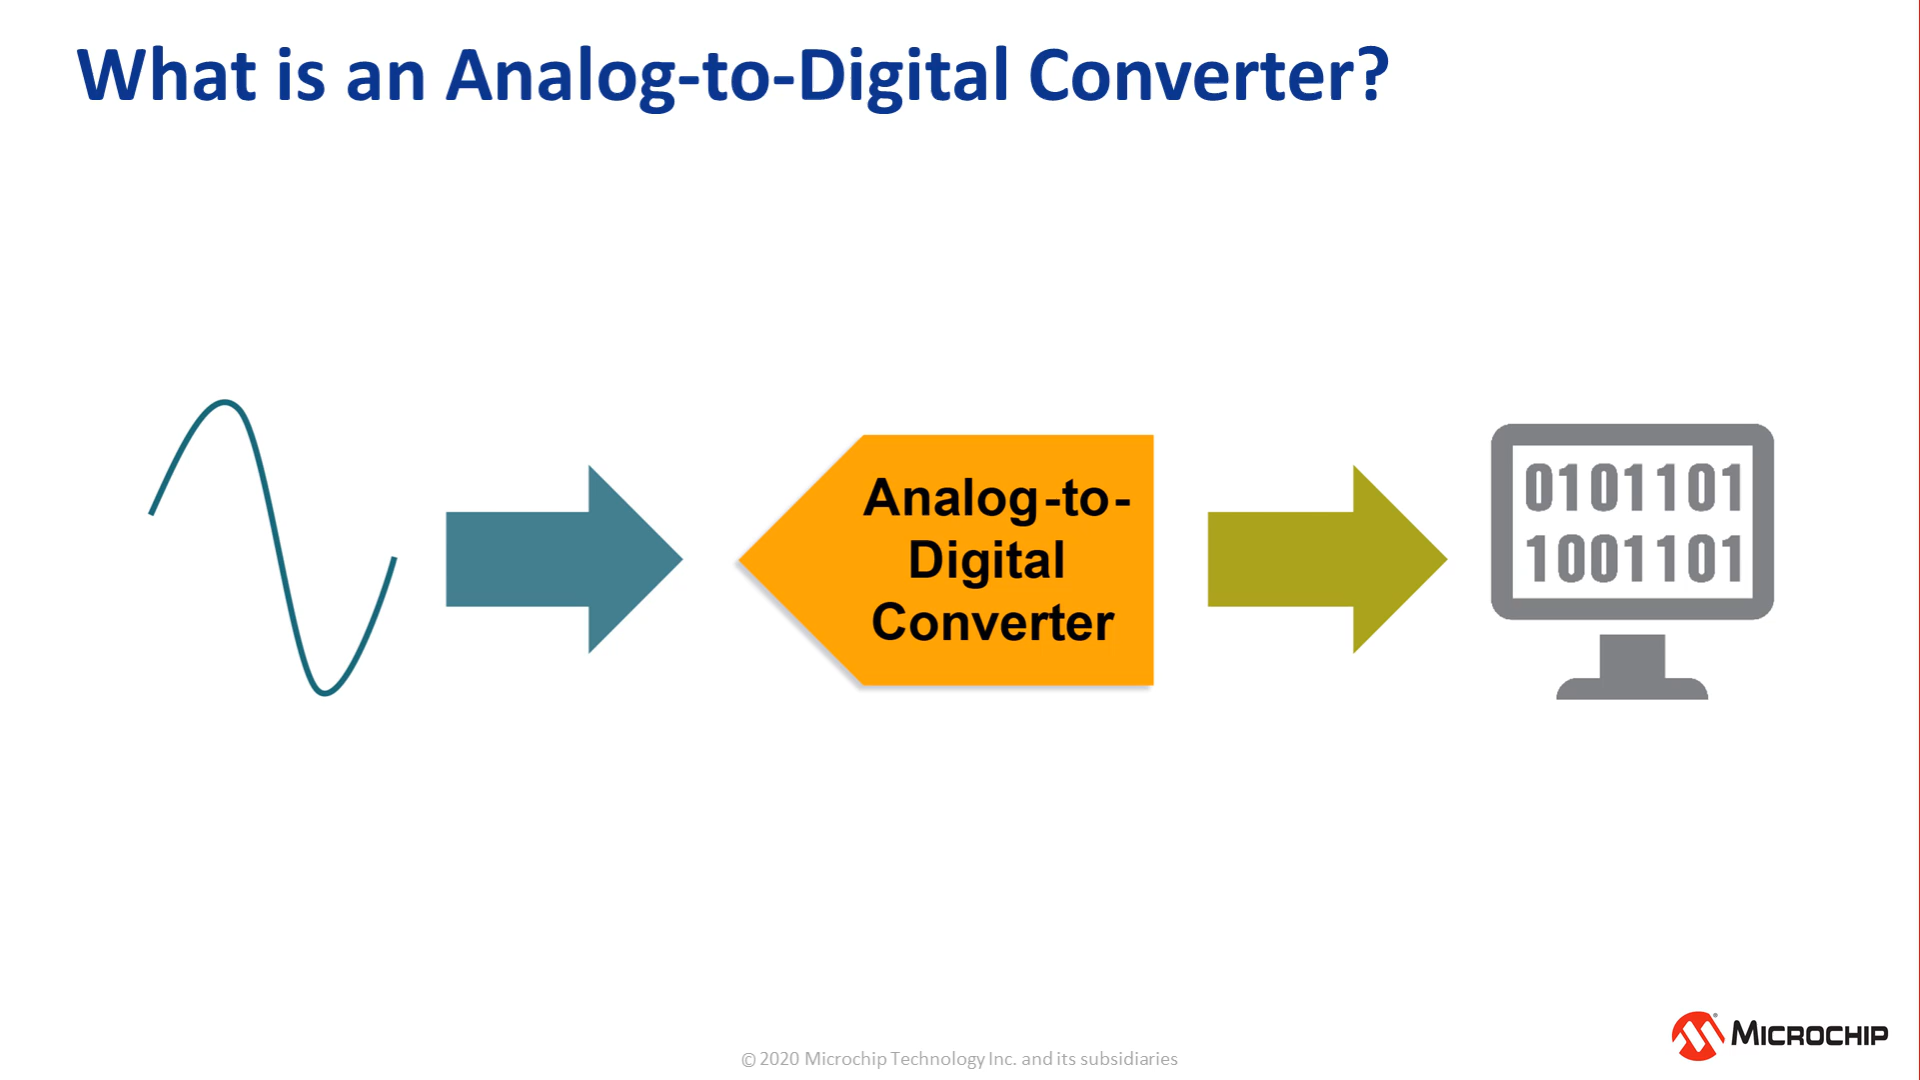 What is an Analog-to-Digital Converter?
Analog-to-
Digital
Converter
0101101
1001101
MICROCHIP
© 2020 Microchip Technology Inc. and its subsidiaries